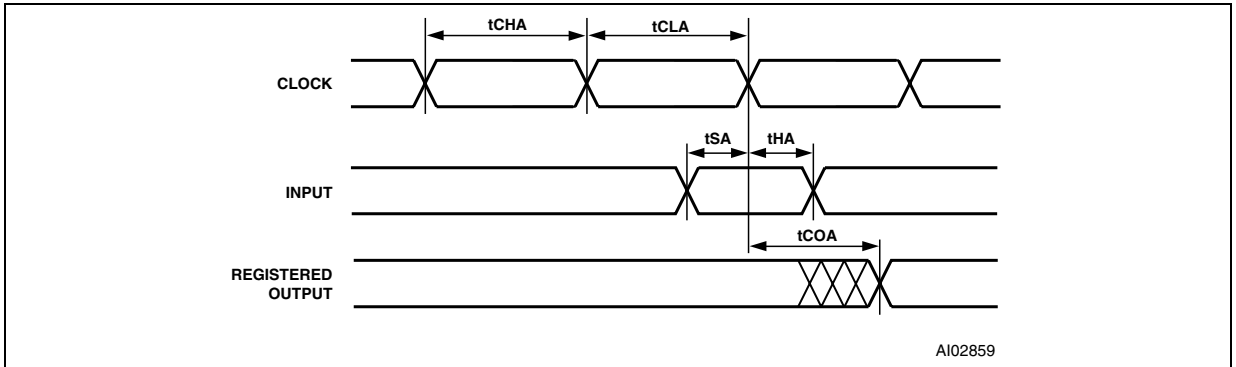 tCHA tCLA
CLOCK
tSA tHA
INPUT
tCOA
REGISTERED
OUTPUT
AI02859